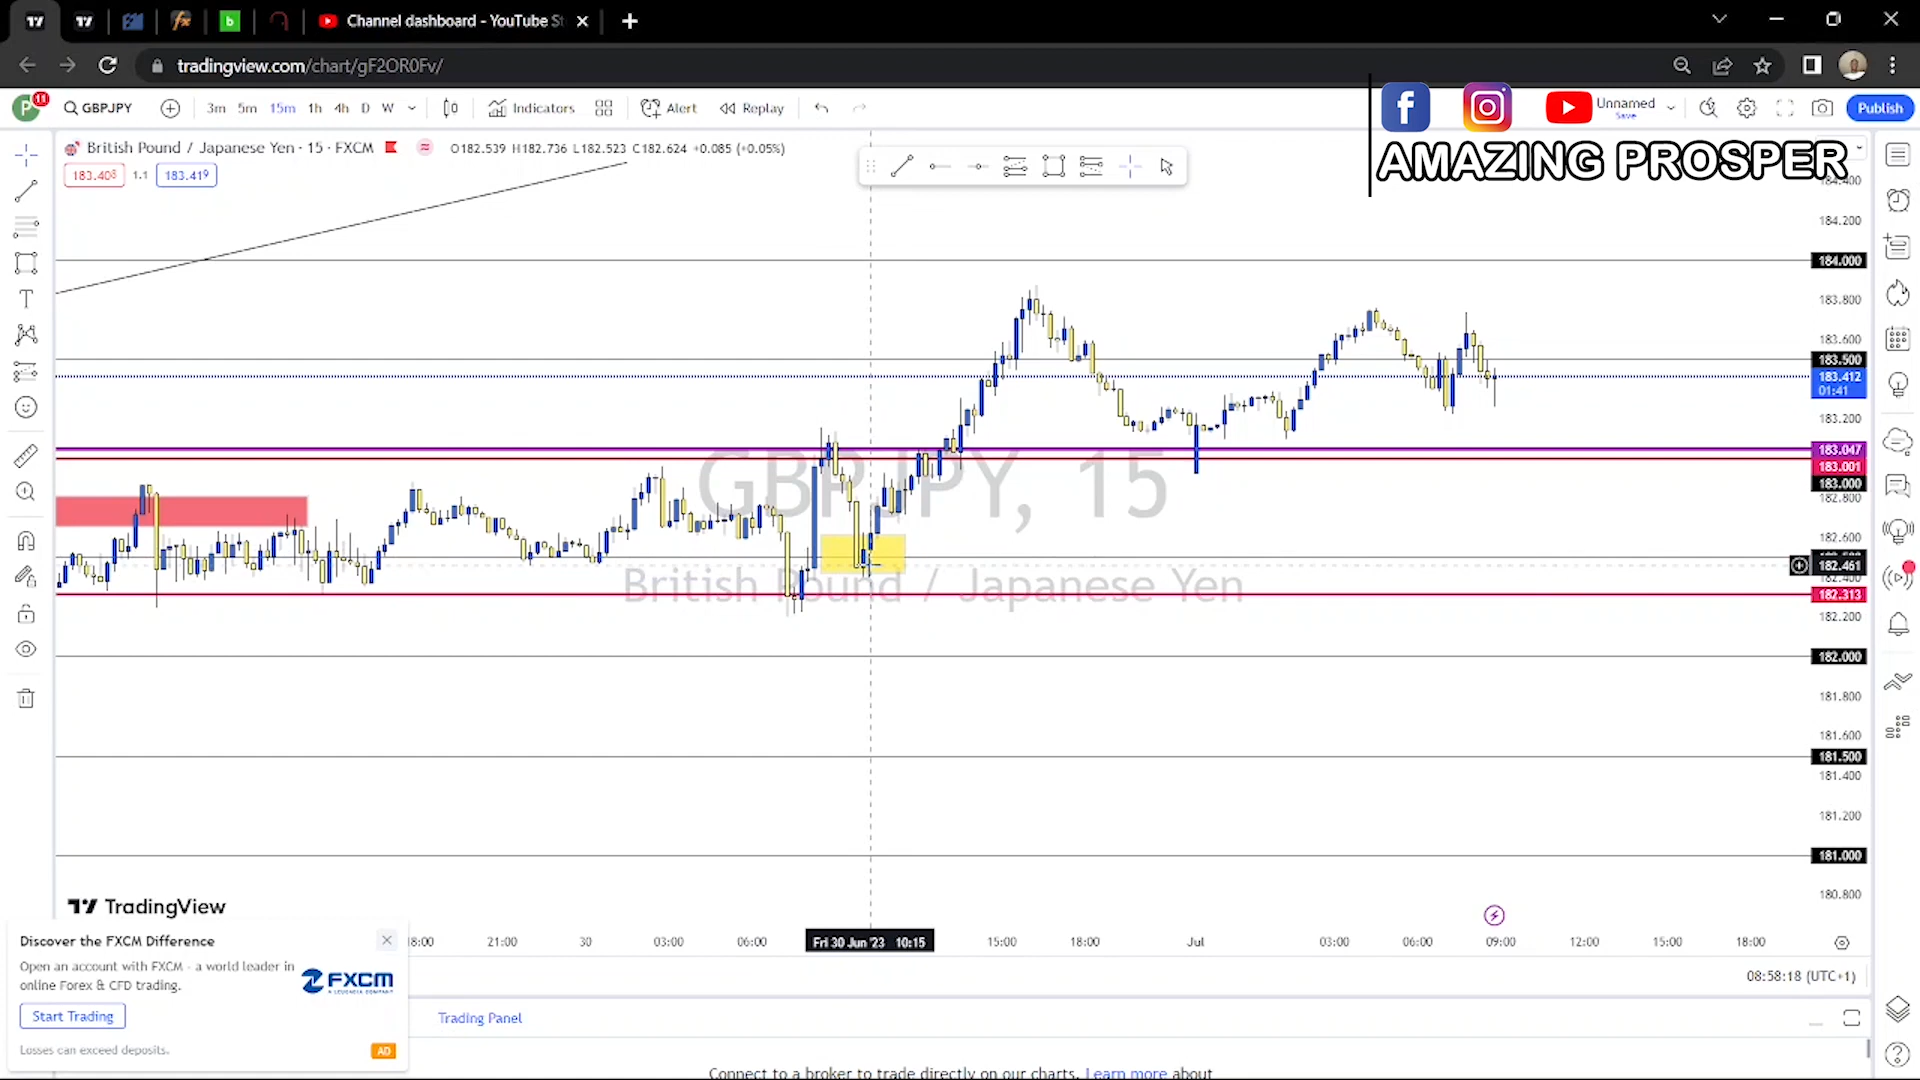 Channel dashboard - YouTube St
tradingview.com/chart/gF2OR0Fv/
11
P
GBPJPY
3m 5m 15m 1h 4h D W
Indicators
Alert
Replay
Unnamed
Save
Publish
AMAZING PROSPER
British Pound / Japanese Yen · 15 · FXCM
O182.539 H182.736 L182.523 C182.624 +0.085 (+0.05%)
183.408 1.1 183.419
184.400
184.200
184.000
183.800
183.600
183.500
183.412
01:41
183.200
183.047
183.001
183.000
182.800
182.600
182.461
182.400
182.313
182.200
182.000
181.800
181.600
181.500
181.400
181.200
181.000
180.800
GBPJPY, 15
British Pound / Japanese Yen
TradingView
18:00 21:00 30 03:00 06:00 Fri 30 Jun '23 10:15 15:00 18:00 Jul 03:00 06:00 09:00 12:00 15:00 18:00
08:58:18 (UTC+1)
Discover the FXCM Difference
Open an account with FXCM - a world leader in
online Forex & CFD trading.
FXCM
A LEUCADIA COMPANY
Start Trading
Losses can exceed deposits.
AD
Trading Panel
Connect to a broker to trade directly on our charts. Learn more about